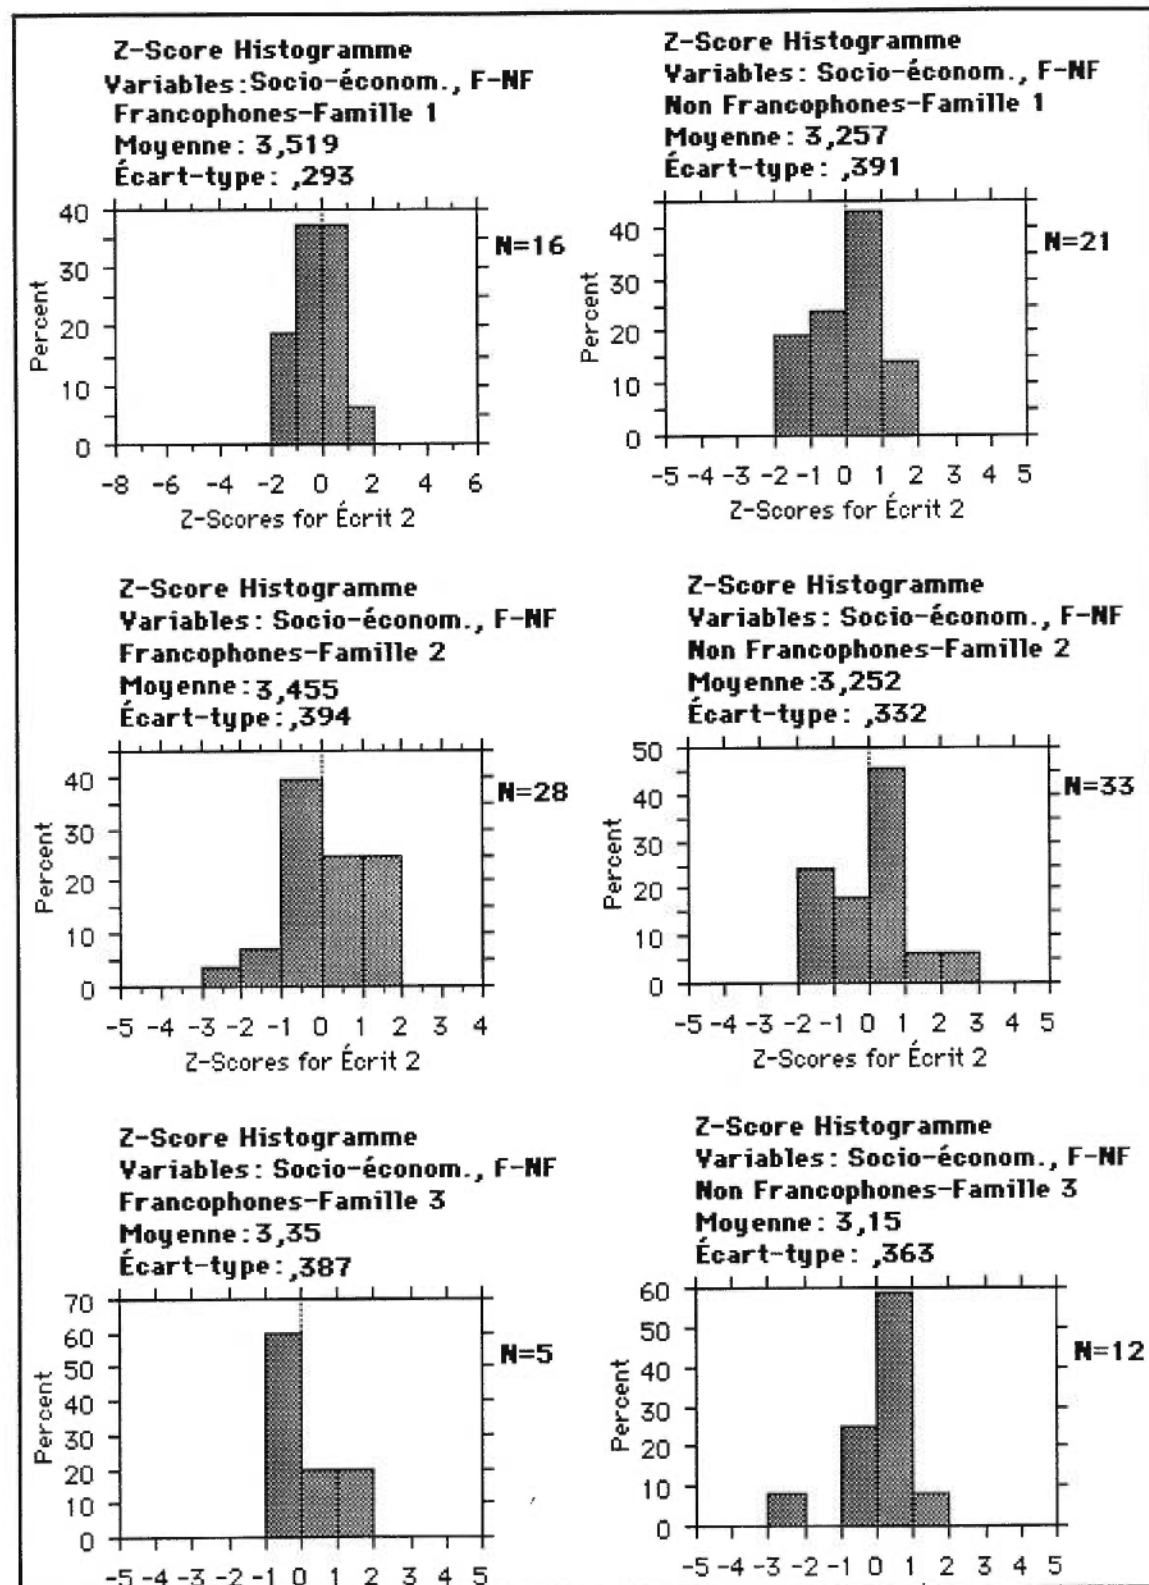 Z-Score Histogramme
Variables:Socio-économ., F-NF
Francophones-Famille 1
Moyenne: 3,519
Écart-type: ,293
40
30
20
10
0
Percent
N=16
-8 -6 -4 -2 0 2 4 6
Z-Scores for Écrit 2
Z-Score Histogramme
Variables: Socio-économ., F-NF
Non Francophones-Famille 1
Moyenne: 3,257
Écart-type: ,391
40
30
20
10
0
Percent
N=21
-5 -4 -3 -2 -1 0 1 2 3 4 5
Z-Scores for Écrit 2
Z-Score Histogramme
Variables: Socio-économ., F-NF
Francophones-Famille 2
Moyenne:3,455
Écart-type:,394
40
30
20
10
0
Percent
N=28
-5 -4 -3 -2 -1 0 1 2 3 4
Z-Scores for Écrit 2
Z-Score Histogramme
Variables: Socio-économ., F-NF
Non Francophones-Famille 2
Moyenne:3,252
Écart-type: ,332
50
40
30
20
10
0
Percent
N=33
-5 -4 -3 -2 -1 0 1 2 3 4 5
Z-Scores for Écrit 2
Z-Score Histogramme
Variables: Socio-économ., F-NF
Francophones-Famille 3
Moyenne:3,35
Écart-type:,387
70
60
50
40
30
20
10
0
Percent
N=5
-5 -4 -3 -2 -1 0 1 2 3 4 5
Z-Score Histogramme
Variables: Socio-économ., F-NF
Non Francophones-Famille 3
Moyenne: 3,15
Écart-type: ,363
60
50
40
30
20
10
0
Percent
N=12
-5 -4 -3 -2 -1 0 1 2 3 4 5